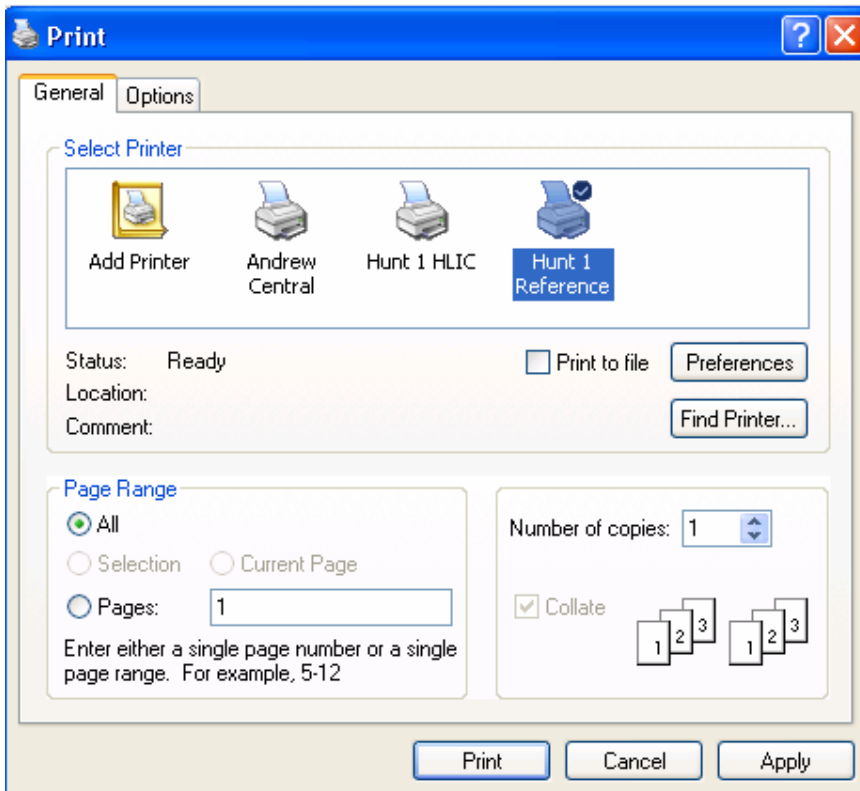 Print
General Options
Select Printer
Add Printer
Andrew
Central
Hunt 1 HLIC
Hunt 1
Reference
Status: Ready
Print to file
Preferences
Location:
Comment:
Find Printer...
Page Range
All
Selection
Current Page
Pages: 1
Enter either a single page number or a single
page range. For example, 5-12
Number of copies: 1
Collate
1 2 3 1 2 3
Print Cancel Apply